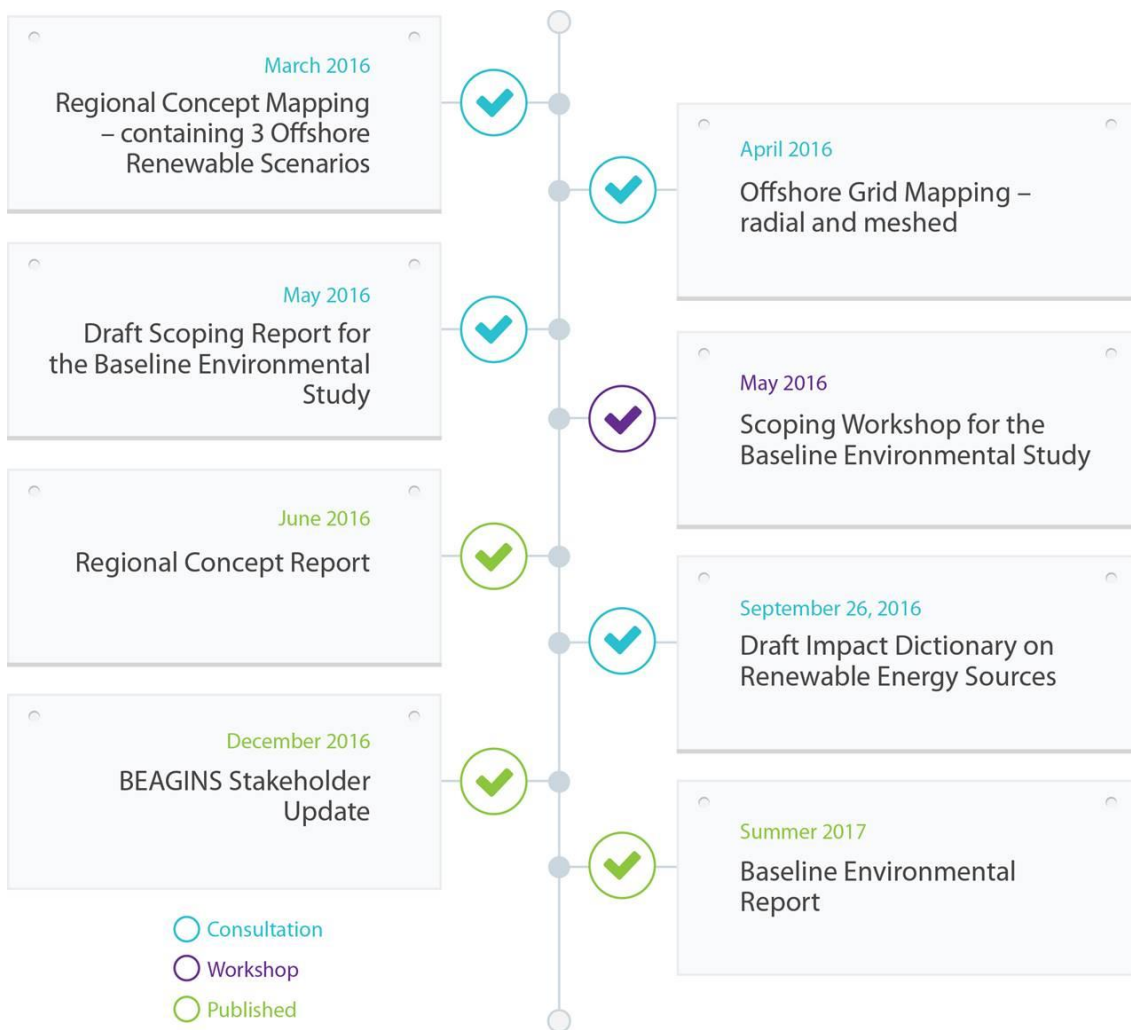 March 2016
Regional Concept Mapping
– containing 3 Offshore
Renewable Scenarios
April 2016
Offshore Grid Mapping –
radial and meshed
May 2016
Draft Scoping Report for
the Baseline Environmental
Study
May 2016
Scoping Workshop for the
Baseline Environmental Study
June 2016
Regional Concept Report
September 26, 2016
Draft Impact Dictionary on
Renewable Energy Sources
December 2016
BEAGINS Stakeholder
Update
Summer 2017
Baseline Environmental
Report
Consultation
Workshop
Published